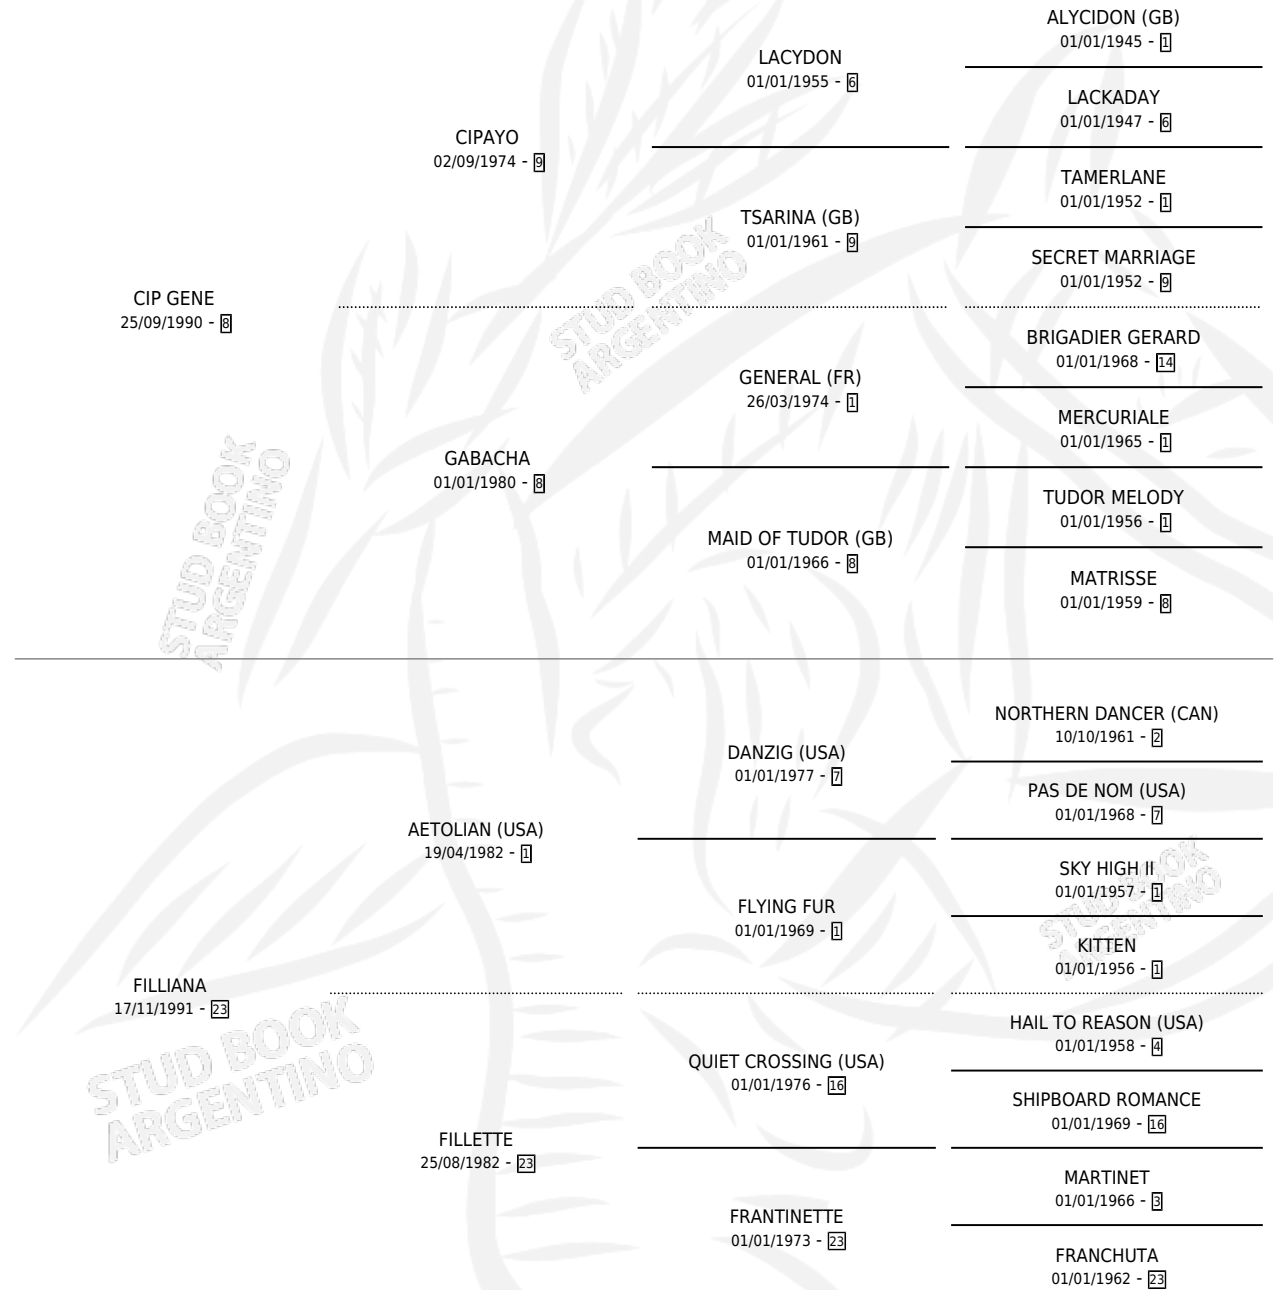 ALYCIDON (GB)
01/01/1945 - 1
LACYDON
01/01/1955 - 6
LACKADAY
01/01/1947 - 6
CIPAYO
02/09/1974 - 9
TAMERLANE
01/01/1952 - 1
TSARINA (GB)
01/01/1961 - 9
SECRET MARRIAGE
01/01/1952 - 9
CIP GENE
25/09/1990 - 8
STUD BOOK
ARGENTINO
BRIGADIER GERARD
01/01/1968 - 14
GENERAL (FR)
26/03/1974 - 1
MERCURIALE
01/01/1965 - 1
GABACHA
01/01/1980 - 8
TUDOR MELODY
01/01/1956 - 1
MAID OF TUDOR (GB)
01/01/1966 - 8
MATRISSE
01/01/1959 - 8
STUD BOOK
ARGENTINO
NORTHERN DANCER (CAN)
10/10/1961 - 2
DANZIG (USA)
01/01/1977 - 7
PAS DE NOM (USA)
01/01/1968 - 7
AETOLIAN (USA)
19/04/1982 - 1
SKY HIGH II
01/01/1957 - 1
FLYING FUR
01/01/1969 - 1
KITTEN
01/01/1956 - 1
STUD BOOK
ARGENTINO
FILLIANA
17/11/1991 - 23
HAIL TO REASON (USA)
01/01/1958 - 4
QUIET CROSSING (USA)
01/01/1976 - 16
SHIPBOARD ROMANCE
01/01/1969 - 16
STUD BOOK
ARGENTINO
FILLETTE
25/08/1982 - 23
MARTINET
01/01/1966 - 3
FRANTINETTE
01/01/1973 - 23
FRANCHUTA
01/01/1962 - 23